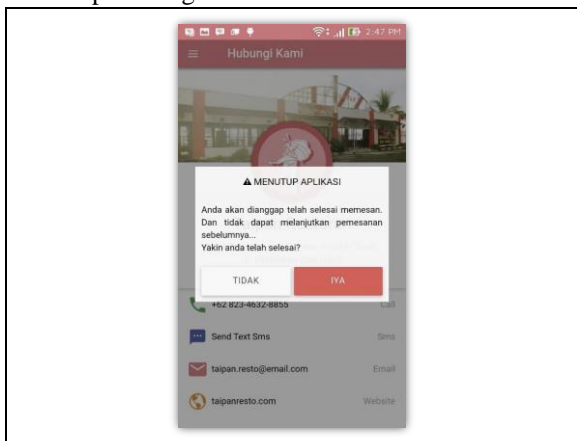 2:47 PM
Hubungi Kami
MENUTUP APLIKASI
Anda akan dianggap telah selesai memesan.
Dan tidak dapat melanjutkan pemesanan
sebelumnya...
Yakin anda telah selesai?
TIDAK
IYA
+62 823-4632-8855
Call
Send Text Sms
Sms
taipan.resto@email.com
Email
taipanresto.com
Website